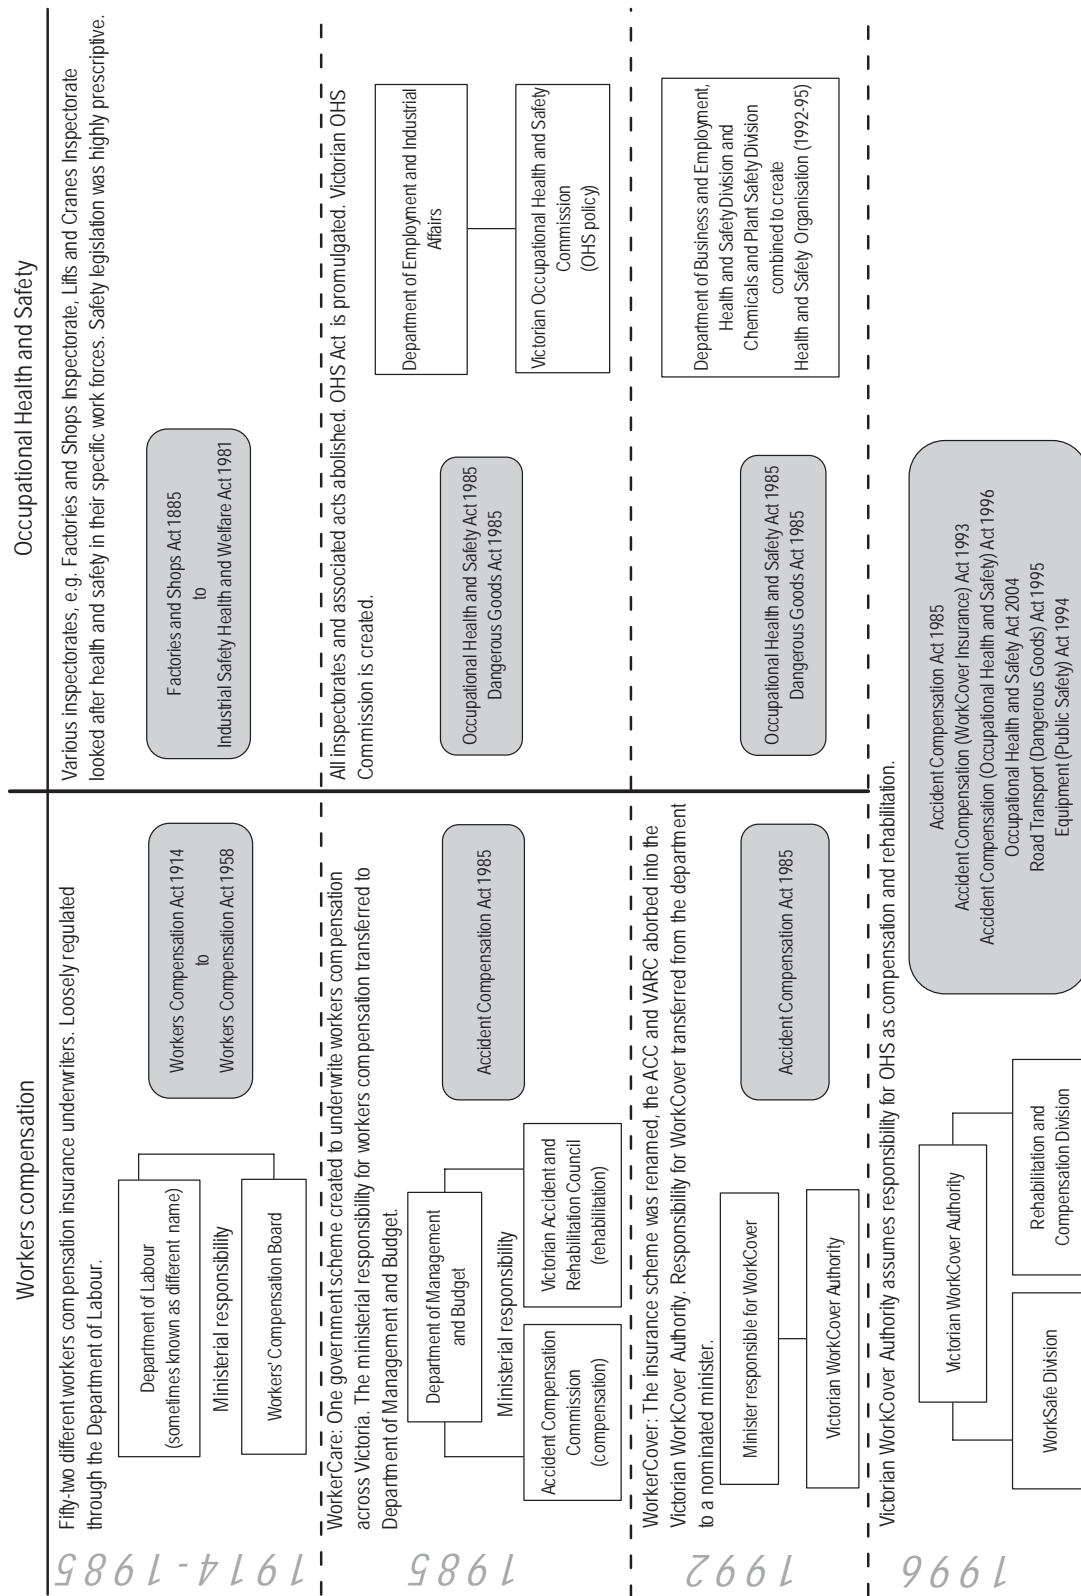 Workers compensation
Occupational Health and Safety
1914-1985
Fifty-two different workers compensation insurance underwriters. Loosely regulated
through the Department of Labour.
Department of Labour
(sometimes known as different name)
Ministerial responsibility
Workers' Compensation Board
Workers Compensation Act 1914
to
Workers Compensation Act 1958
Various inspectorates, e.g. Factories and Shops Inspectorate, Lifts and Cranes Inspectorate
looked after health and safety in their specific work forces. Safety legislation was highly prescriptive.
Factories and Shops Act 1885
to
Industrial Safety Health and Welfare Act 1981
1985
WorkerCare: One government scheme created to underwrite workers compensation
across Victoria. The ministerial responsibility for workers compensation transferred to
Department of Management and Budget.
Department of Management
and Budget
Ministerial responsibility
Accident Compensation
Commission
(compensation)
Victorian Accident and
Rehabilitation Council
(rehabilitation)
Accident Compensation Act 1985
All inspectorates and associated acts abolished. OHS Act is promulgated. Victorian OHS
Commission is created.
Occupational Health and Safety Act 1985
Dangerous Goods Act 1985
Department of Employment and Industrial
Affairs
Victorian Occupational Health and Safety
Commission
(OHS policy)
1992
WorkerCover: The insurance scheme was renamed, the ACC and VARC aborbed into the
Victorian WorkCover Authority. Responsibility for WorkCover transferred from the department
to a nominated minister.
Minister responsible for WorkCover
Victorian WorkCover Authority
Accident Compensation Act 1985
Occupational Health and Safety Act 1985
Dangerous Goods Act 1985
Department of Business and Employment,
Health and Safety Division and
Chemicals and Plant Safety Division
combined to create
Health and Safety Organisation (1992-95)
1996
Victorian WorkCover Authority assumes responsibility for OHS as compensation and rehabilitation.
Victorian WorkCover Authority
WorkSafe Division
Rehabilitation and
Compensation Division
Accident Compensation Act 1985
Accident Compensation (WorkCover Insurance) Act 1993
Accident Compensation (Occupational Health and Safety) Act 1996
Occupational Health and Safety Act 2004
Road Transport (Dangerous Goods) Act 1995
Equipment (Public Safety) Act 1994